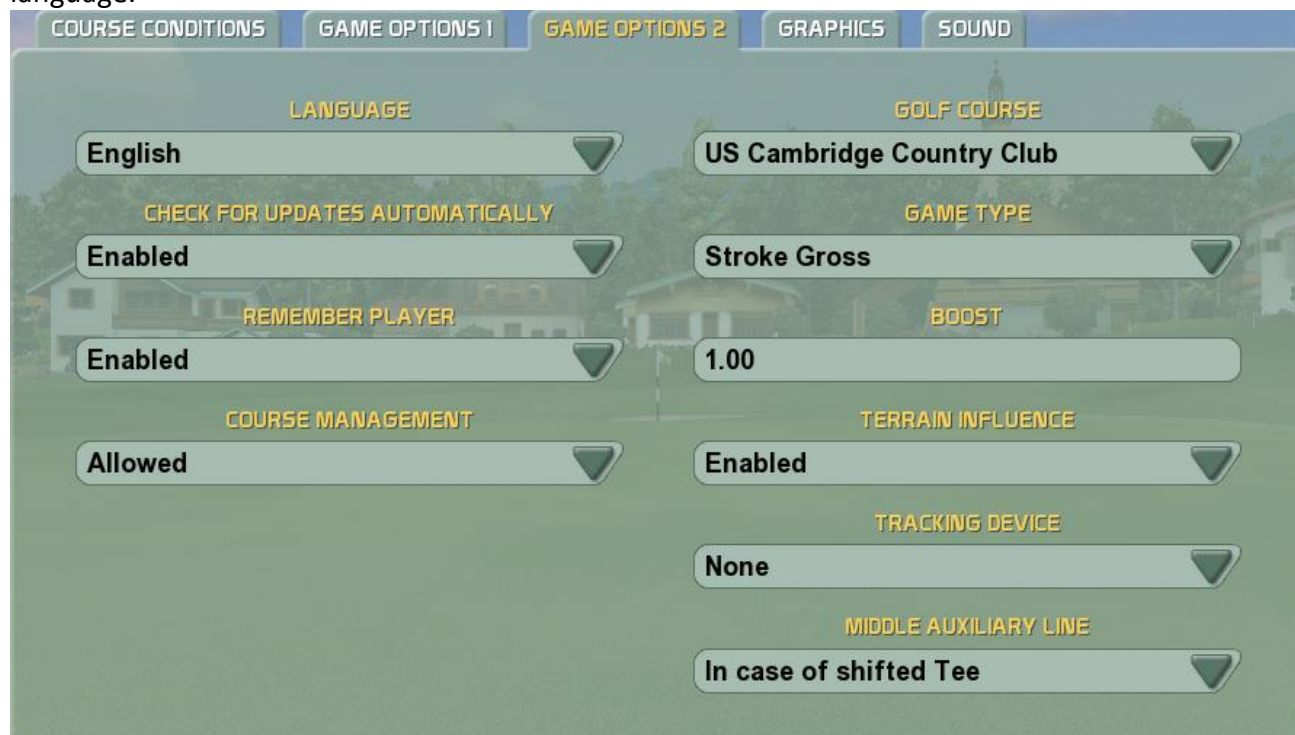 language.
COURSE CONDITIONS
GAME OPTIONS 1
GAME OPTIONS 2
GRAPHICS
SOUND
LANGUAGE
English
CHECK FOR UPDATES AUTOMATICALLY
Enabled
REMEMBER PLAYER
Enabled
COURSE MANAGEMENT
Allowed
GOLF COURSE
US Cambridge Country Club
GAME TYPE
Stroke Gross
BOOST
1.00
TERRAIN INFLUENCE
Enabled
TRACKING DEVICE
None
MIDDLE AUXILIARY LINE
In case of shifted Tee